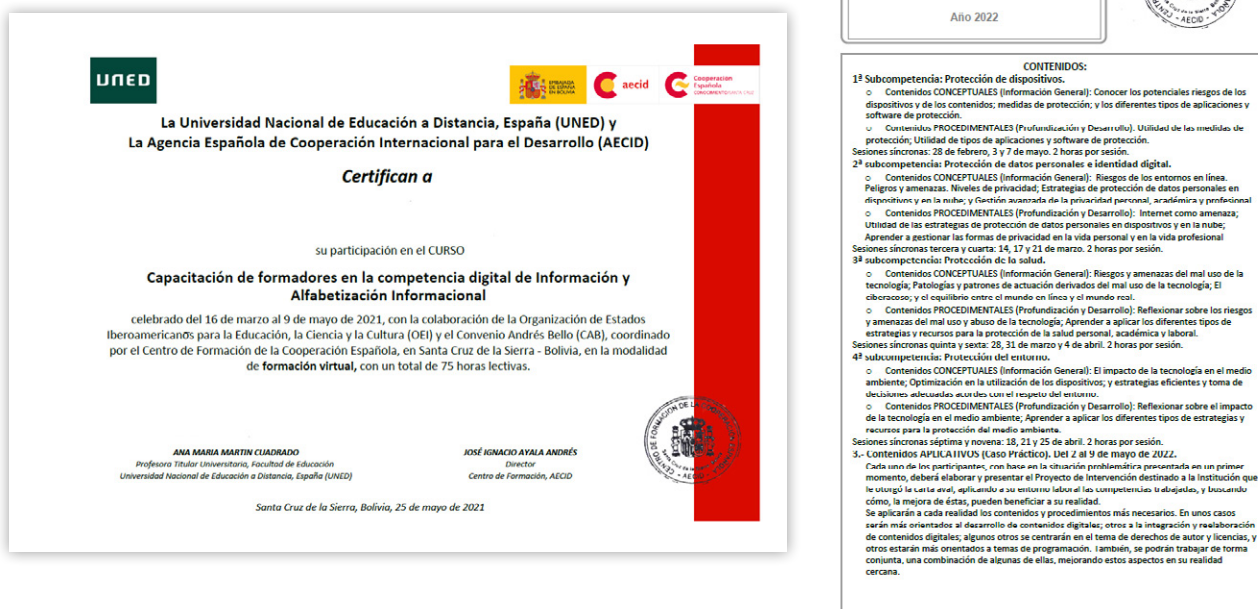 UNED
EMBAJADA
DE ESPAÑA
EN BOLIVIA
aecid
Cooperación
Española
CONOCIMIENTO/SANTA CRUZ
La Universidad Nacional de Educación a Distancia, España (UNED) y
La Agencia Española de Cooperación Internacional para el Desarrollo (AECID)
Certifican a
su participación en el CURSO
Capacitación de formadores en la competencia digital de Información y
Alfabetización Informacional
celebrado del 16 de marzo al 9 de mayo de 2021, con la colaboración de la Organización de Estados
Iberoamericanos para la Educación, la Ciencia y la Cultura (OEI) y el Convenio Andrés Bello (CAB), coordinado
por el Centro de Formación de la Cooperación Española, en Santa Cruz de la Sierra - Bolivia, en la modalidad
de formación virtual, con un total de 75 horas lectivas.
ANA MARIA MARTIN CUADRADO
Profesora Titular Universitaria, Facultad de Educación
Universidad Nacional de Educación a Distancia, España (UNED)
JOSÉ IGNACIO AYALA ANDRÉS
Director
Centro de Formación, AECID
Santa Cruz de la Sierra, Bolivia, 25 de mayo de 2021
Año 2022
- AECID -
CONTENIDOS:
1ª Subcompetencia: Protección de dispositivos.
o Contenidos CONCEPTUALES (Información General): Conocer los potenciales riesgos de los
dispositivos y de los contenidos; medidas de protección; y los diferentes tipos de aplicaciones y
software de protección.
o Contenidos PROCEDIMENTALES (Profundización y Desarrollo). Utilidad de las medidas de
protección; Utilidad de tipos de aplicaciones y software de protección.
Sesiones síncronas: 28 de febrero, 3 y 7 de mayo. 2 horas por sesión.
2ª subcompetencia: Protección de datos personales e identidad digital.
o Contenidos CONCEPTUALES (Información General): Riesgos de los entornos en línea.
Peligros y amenazas. Niveles de privacidad; Estrategias de protección de datos personales en
dispositivos y en la nube; y Gestión avanzada de la privacidad personal, académica y profesional
o Contenidos PROCEDIMENTALES (Profundización y Desarrollo): Internet como amenaza;
Utilidad de las estrategias de protección de datos personales en dispositivos y en la nube;
Aprender a gestionar las formas de privacidad en la vida personal y en la vida profesional
Sesiones síncronas tercera y cuarta: 14, 17 y 21 de marzo. 2 horas por sesión.
3ª subcompetencia: Protección de la salud.
o Contenidos CONCEPTUALES (Información General): Riesgos y amenazas del mal uso de la
tecnología; Patologías y patrones de actuación derivados del mal uso de la tecnología; El
ciberacoso; y el equilibrio entre el mundo en línea y el mundo real.
o Contenidos PROCEDIMENTALES (Profundización y Desarrollo): Reflexionar sobre los riesgos
y amenazas del mal uso y abuso de la tecnología; Aprender a aplicar los diferentes tipos de
estrategias y recursos para la protección de la salud personal, académica y laboral.
Sesiones síncronas quinta y sexta: 28, 31 de marzo y 4 de abril. 2 horas por sesión.
4ª subcompetencia: Protección del entorno.
o Contenidos CONCEPTUALES (Información General): El impacto de la tecnología en el medio
ambiente; Optimización en la utilización de los dispositivos; y estrategias eficientes y toma de
decisiones adecuadas acordes con el respeto del entorno.
o Contenidos PROCEDIMENTALES (Profundización y Desarrollo): Reflexionar sobre el impacto
de la tecnología en el medio ambiente; Aprender a aplicar los diferentes tipos de estrategias y
recursos para la protección del medio ambiente.
Sesiones síncronas séptima y novena: 18, 21 y 25 de abril. 2 horas por sesión.
3.- Contenidos APLICATIVOS (Caso Práctico). Del 2 al 9 de mayo de 2022.
Cada uno de los participantes, con base en la situación problemática presentada en un primer
momento, deberá elaborar y presentar el Proyecto de Intervención destinado a la Institución que
le otorgó la carta aval, aplicando a su entorno laboral las competencias trabajadas, y buscando
cómo, la mejora de éstas, pueden beneficiar a su realidad.
Se aplicarán a cada realidad los contenidos y procedimientos más necesarios. En unos casos
serán más orientados al desarrollo de contenidos digitales; otros a la integración y reelaboración
de contenidos digitales; algunos otros se centrarán en el tema de derechos de autor y licencias, y
otros estarán más orientados a temas de programación. También, se podrán trabajar de forma
conjunta, una combinación de algunas de ellas, mejorando estos aspectos en su realidad
cercana.